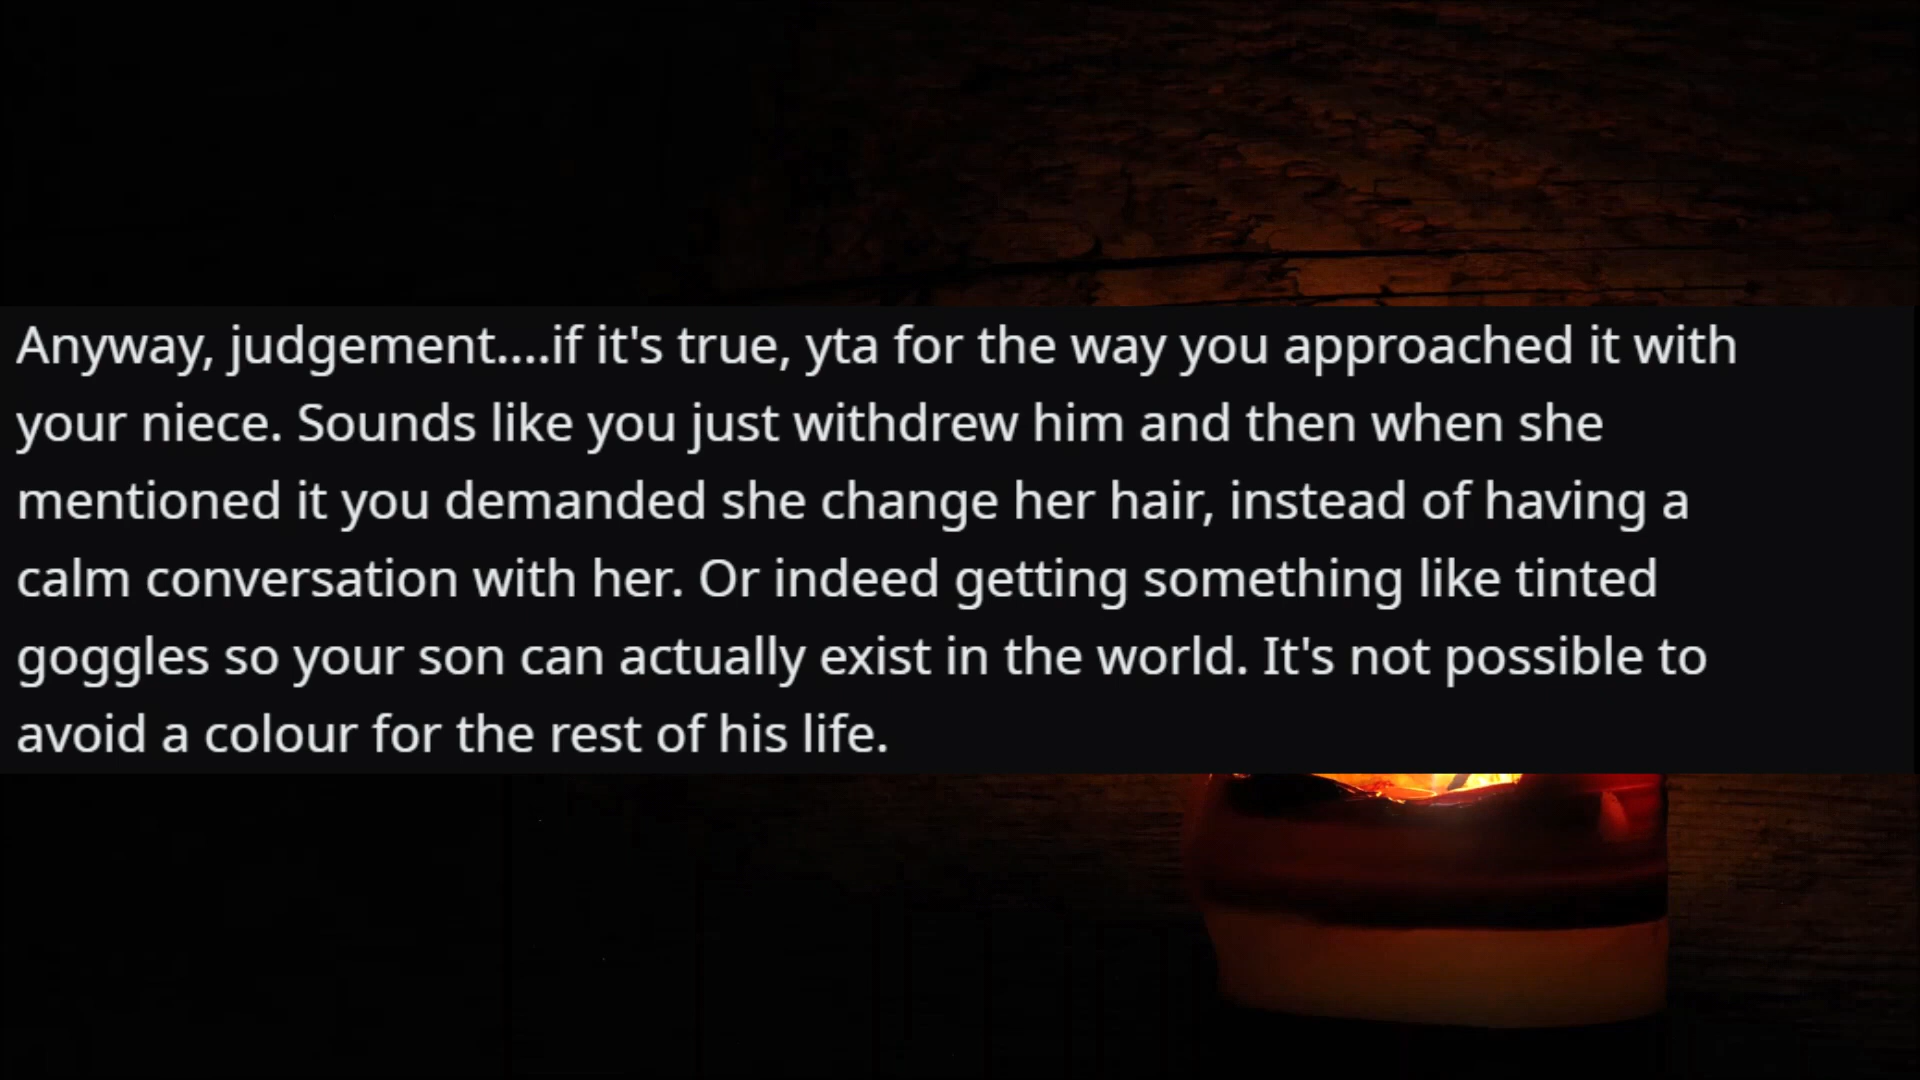 Anyway, judgement....if it's true, yta for the way you approached it with
your niece. Sounds like you just withdrew him and then when she
mentioned it you demanded she change her hair, instead of having a
calm conversation with her. Or indeed getting something like tinted
goggles so your son can actually exist in the world. It's not possible to
avoid a colour for the rest of his life.